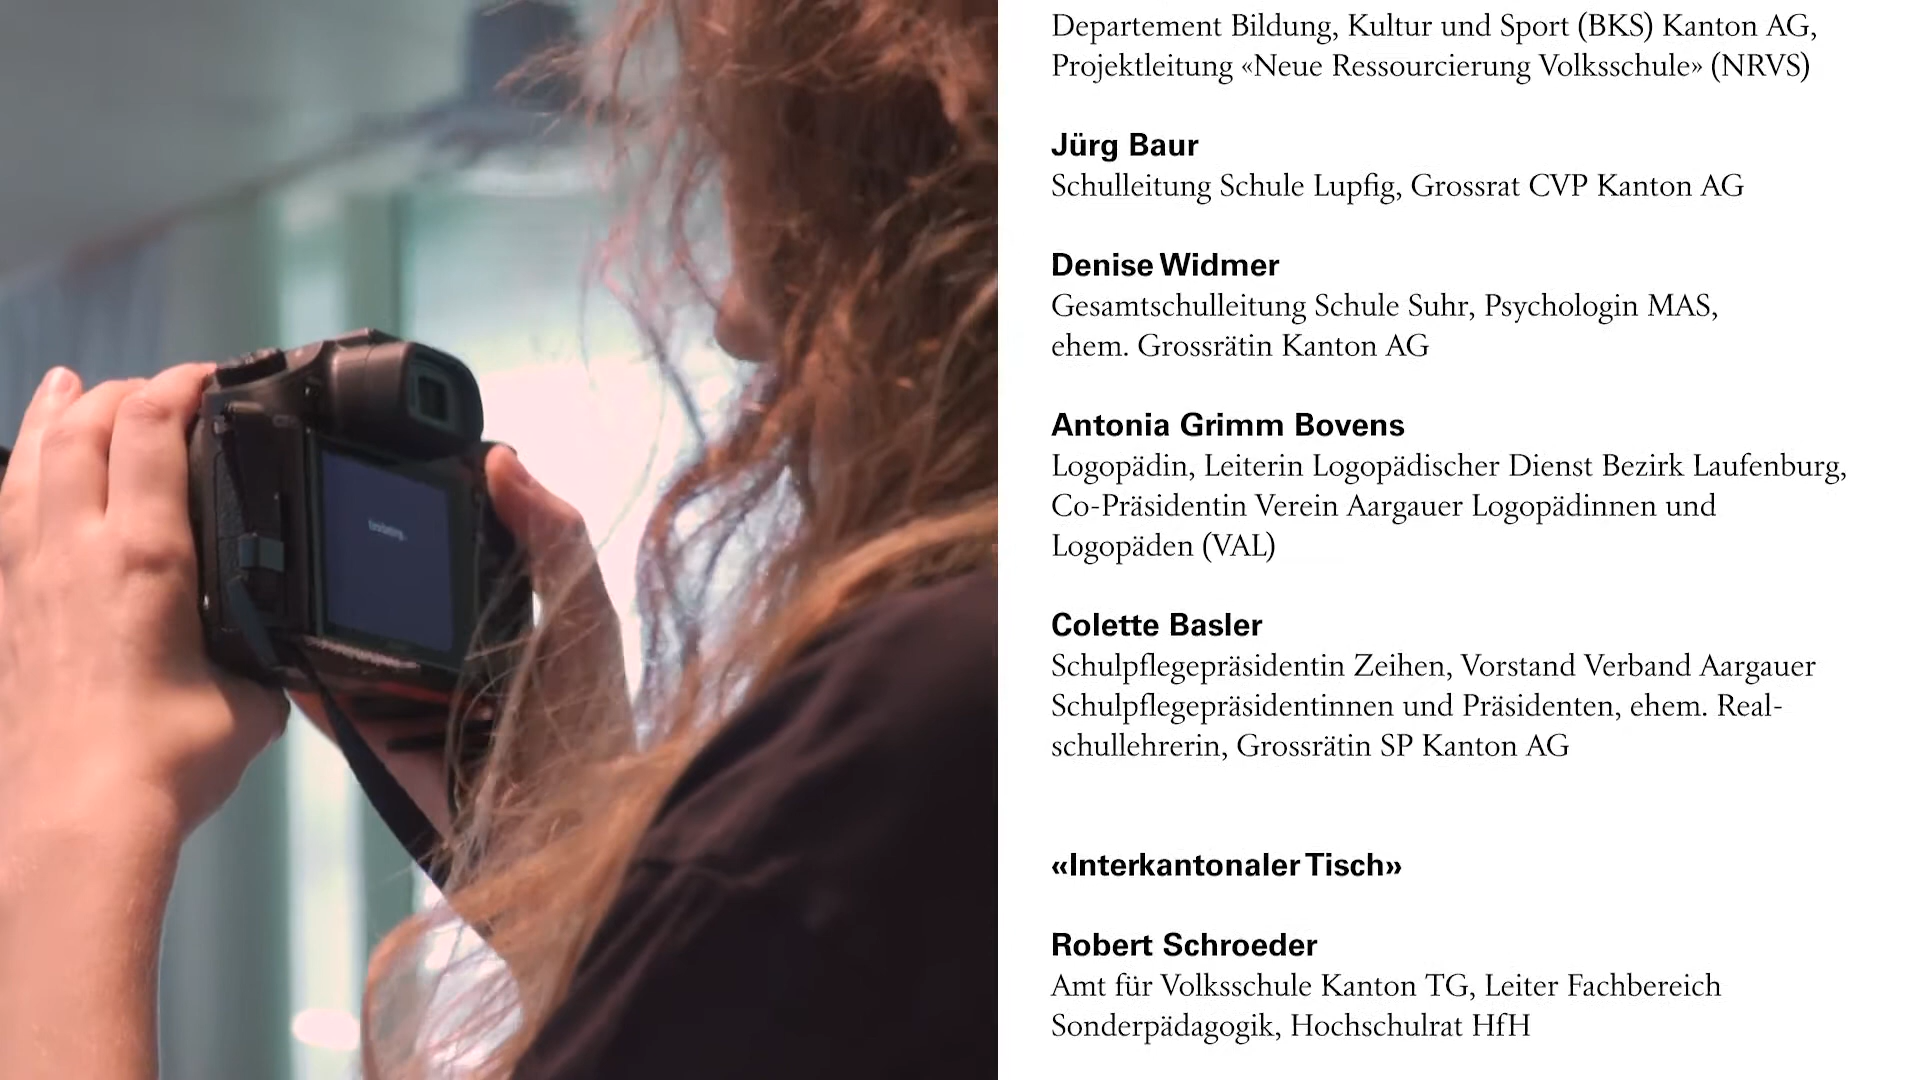 Departement Bildung, Kultur und Sport (BKS) Kanton AG,
Projektleitung «Neue Ressourcierung Volksschule» (NRVS)
Jürg Baur
Schulleitung Schule Lupfig, Grossrat CVP Kanton AG
Denise Widmer
Gesamtschulleitung Schule Suhr, Psychologin MAS,
ehem. Grossrätin Kanton AG
Antonia Grimm Bovens
Logopädin, Leiterin Logopädischer Dienst Bezirk Laufenburg,
Co-Präsidentin Verein Aargauer Logopädinnen und
Logopäden (VAL)
Colette Basler
Schulpflegepräsidentin Zeihen, Vorstand Verband Aargauer
Schulpflegepräsidentinnen und Präsidenten, ehem. Real-
schullehrerin, Grossrätin SP Kanton AG
«Interkantonaler Tisch»
Robert Schroeder
Amt für Volksschule Kanton TG, Leiter Fachbereich
Sonderpädagogik, Hochschulrat HfH